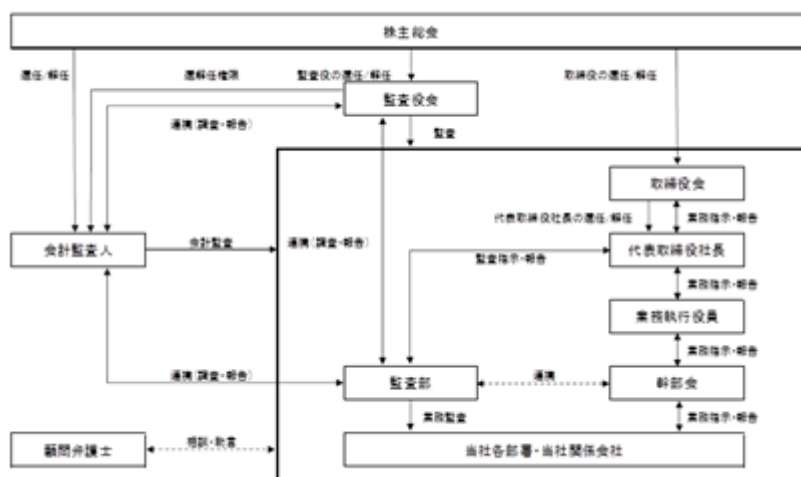 株主総会
選任/解任
選解任権限
監査役の選任/解任
取締役の選任/解任
監査役会
連携(調査・報告)
監査
取締役会
代表取締役社長の選任/解任
業務指示・報告
会計監査人
会計監査
連携(調査・報告)
代表取締役社長
監査指示・報告
業務指示・報告
業務執行役員
業務指示・報告
連携(調査・報告)
監査部
連携
幹部会
業務監査
業務指示・報告
顧問弁護士
相談・助言
当社各部署・当社関係会社